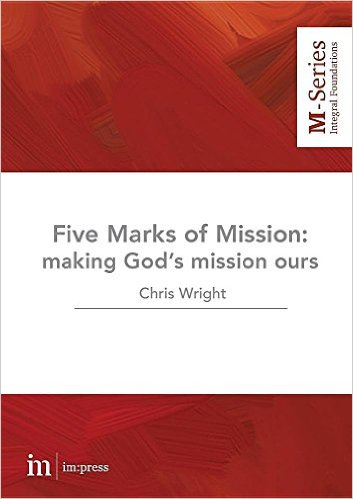 M-Series
Integral Foundations
Five Marks of Mission:
making God's mission ours
Chris Wright
im | im:press